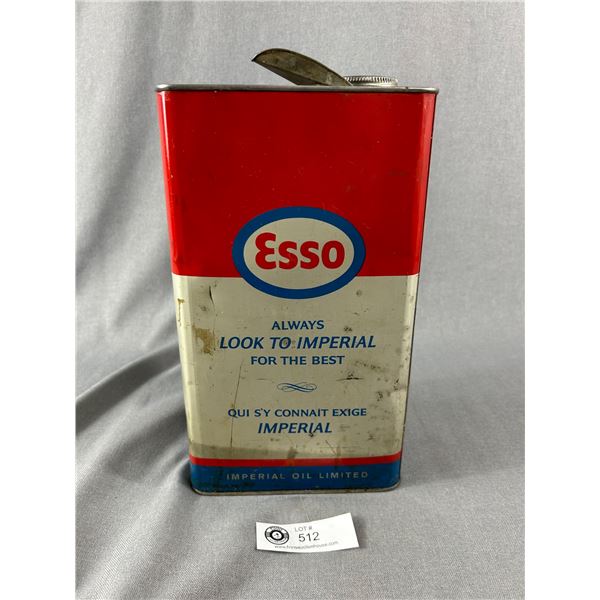 Esso
ALWAYS
LOOK TO IMPERIAL
FOR THE BEST
QUI S'Y CONNAIT EXIGE
IMPERIAL
IMPERIAL OIL LIMITED
LOT #
512